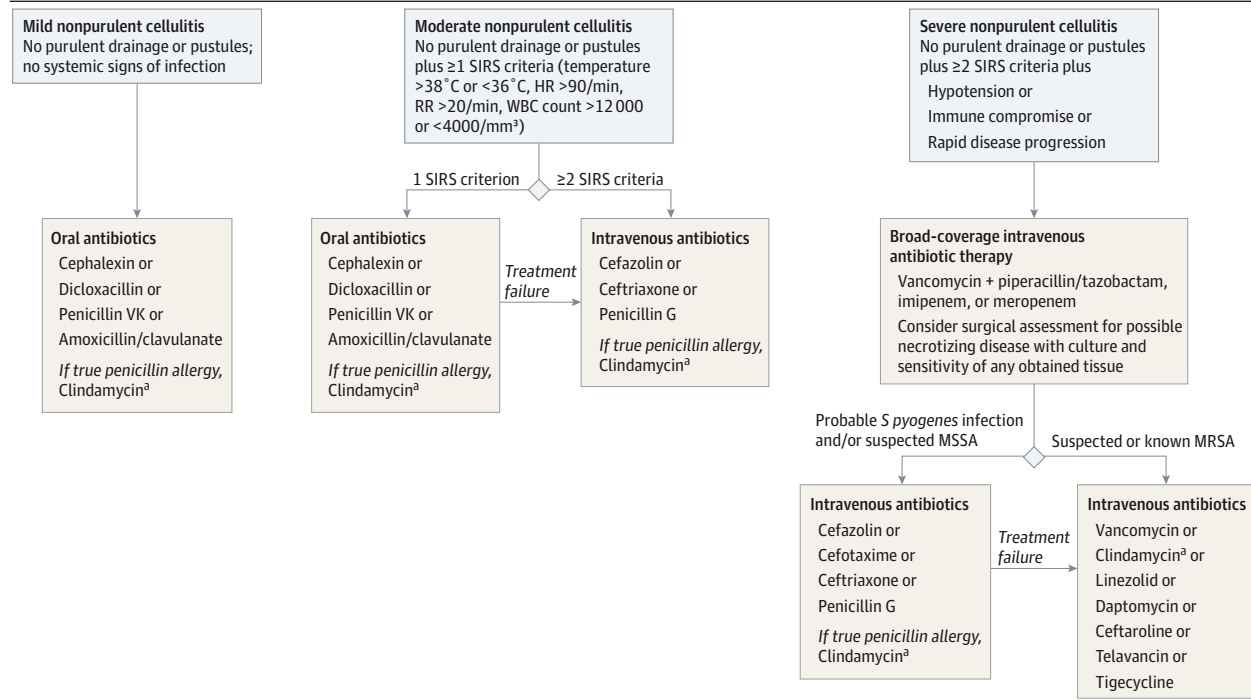 Mild nonpurulent cellulitis
No purulent drainage or pustules;
no systemic signs of infection
Moderate nonpurulent cellulitis
No purulent drainage or pustules
plus ≥1 SIRS criteria (temperature
>38˚C or <36˚C, HR >90/min,
RR >20/min, WBC count >12 000
or <4000/mm³)
Severe nonpurulent cellulitis
No purulent drainage or pustules
plus ≥2 SIRS criteria plus
Hypotension or
Immune compromise or
Rapid disease progression
1 SIRS criterion
≥2 SIRS criteria
Oral antibiotics
Cephalexin or
Dicloxacillin or
Penicillin VK or
Amoxicillin/clavulanate
If true penicillin allergy,
Clindamycinᵃ
Oral antibiotics
Cephalexin or
Dicloxacillin or
Penicillin VK or
Amoxicillin/clavulanate
If true penicillin allergy,
Clindamycinᵃ
Treatment
failure
Intravenous antibiotics
Cefazolin or
Ceftriaxone or
Penicillin G
If true penicillin allergy,
Clindamycinᵃ
Broad-coverage intravenous
antibiotic therapy
Vancomycin + piperacillin/tazobactam,
imipenem, or meropenem
Consider surgical assessment for possible
necrotizing disease with culture and
sensitivity of any obtained tissue
Probable S pyogenes infection
and/or suspected MSSA
Suspected or known MRSA
Intravenous antibiotics
Cefazolin or
Cefotaxime or
Ceftriaxone or
Penicillin G
If true penicillin allergy,
Clindamycinᵃ
Treatment
failure
Intravenous antibiotics
Vancomycin or
Clindamycinᵃ or
Linezolid or
Daptomycin or
Ceftaroline or
Telavancin or
Tigecycline